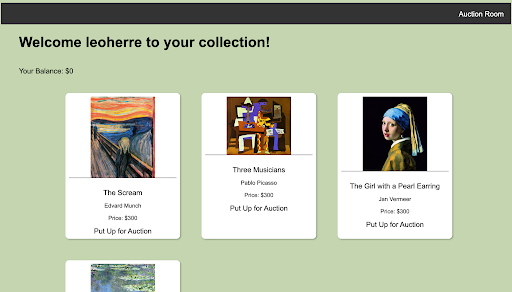 Auction Room
Welcome leoherre to your collection!
Your Balance: $0
The Scream
Edvard Munch
Price: $300
Put Up for Auction
Three Musicians
Pablo Picasso
Price: $300
Put Up for Auction
The Girl with a Pearl Earring
Jan Vermeer
Price: $300
Put Up for Auction